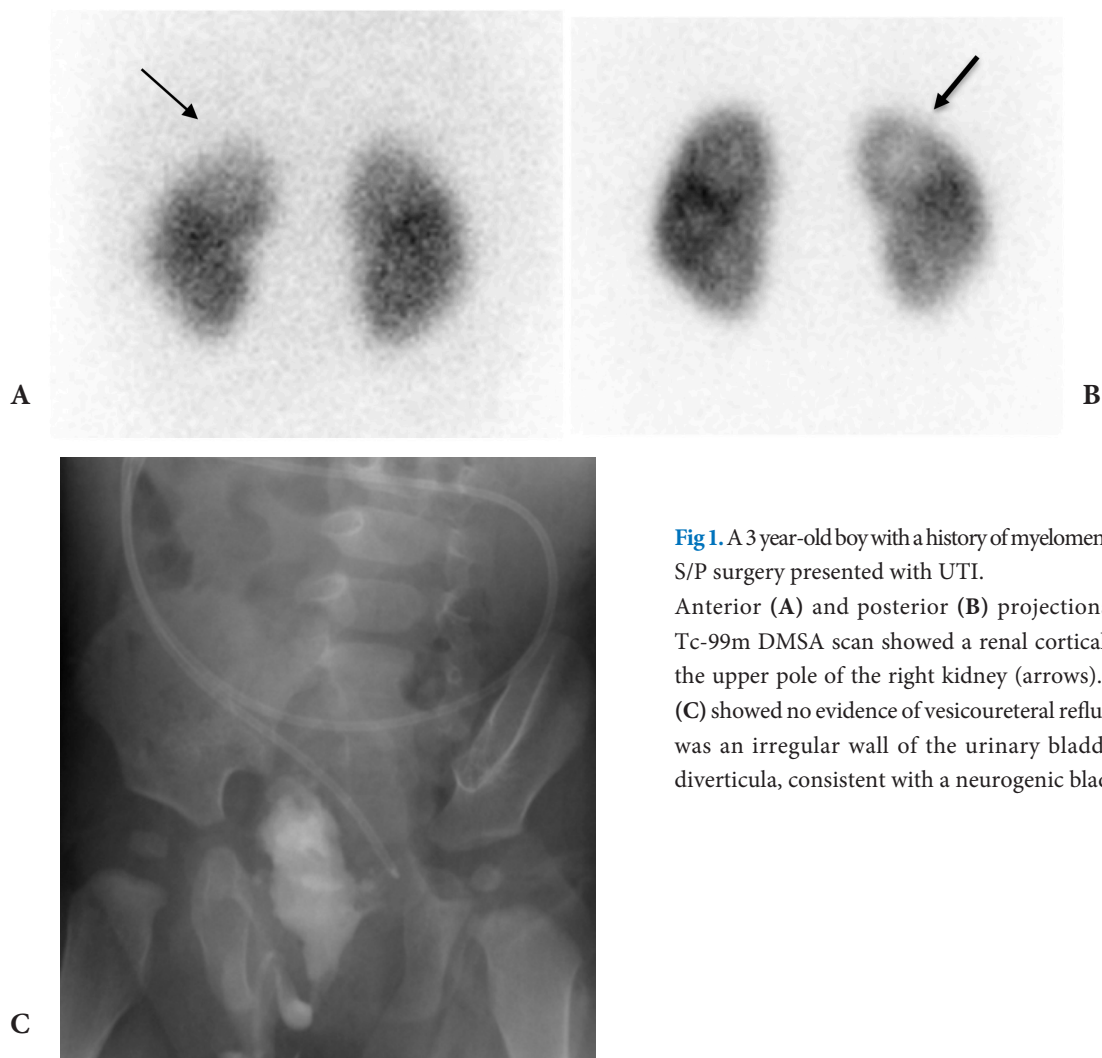 A
B
C
Fig 1. A 3 year-old boy with a history of myelomen
S/P surgery presented with UTI.
Anterior (A) and posterior (B) projection
Tc-99m DMSA scan showed a renal cortical
the upper pole of the right kidney (arrows).
(C) showed no evidence of vesicoureteral reflu
was an irregular wall of the urinary bladd
diverticula, consistent with a neurogenic blad